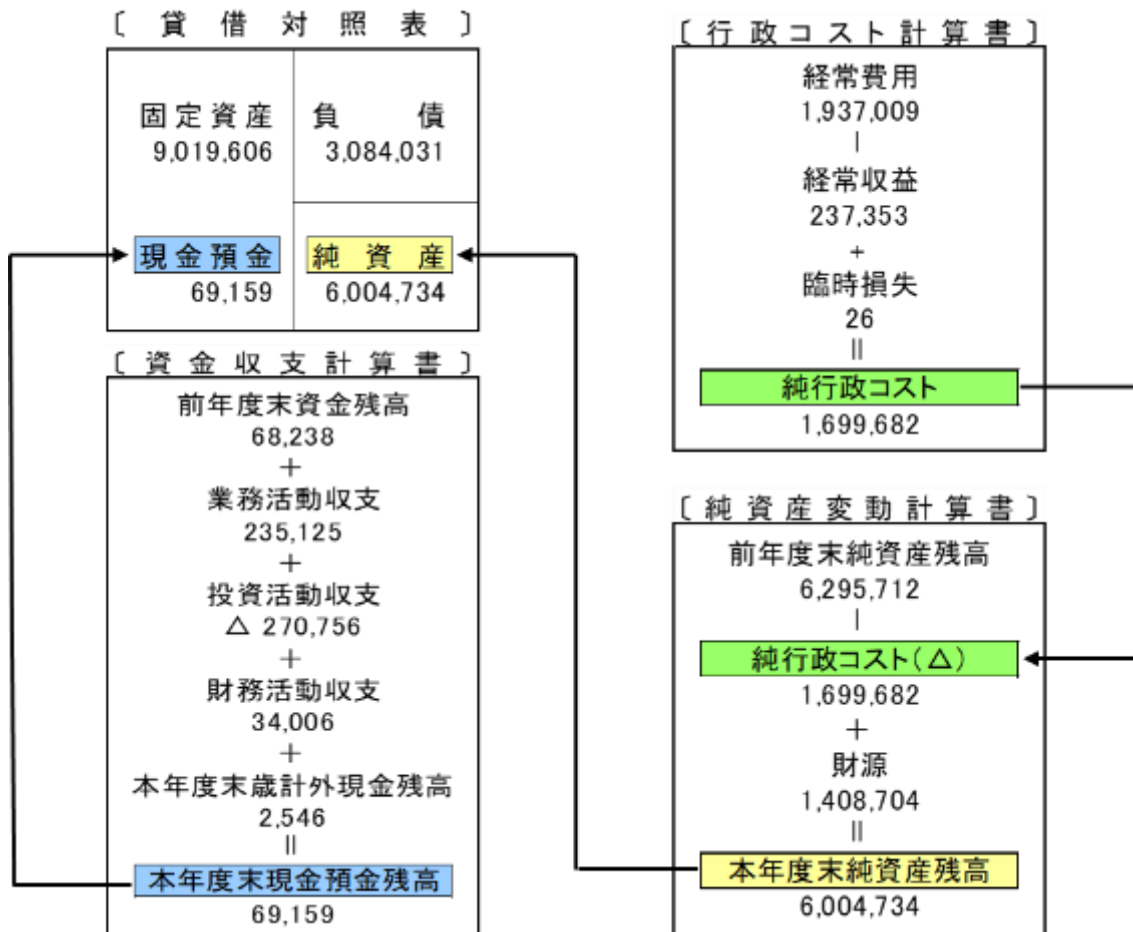 〔貸借対照表〕
固定資産
9,019,606
負債
3,084,031
現金預金
69,159
純資産
6,004,734
〔資金収支計算書〕
前年度末資金残高
68,238
+
業務活動収支
235,125
+
投資活動収支
△ 270,756
+
財務活動収支
34,006
+
本年度末歳計外現金残高
2,546
||
本年度末現金預金残高
69,159
〔行政コスト計算書〕
経常費用
1,937,009
|
経常収益
237,353
+
臨時損失
26
||
純行政コスト
1,699,682
〔純資産変動計算書〕
前年度末純資産残高
6,295,712
|
純行政コスト(△)
1,699,682
+
財源
1,408,704
||
本年度末純資産残高
6,004,734